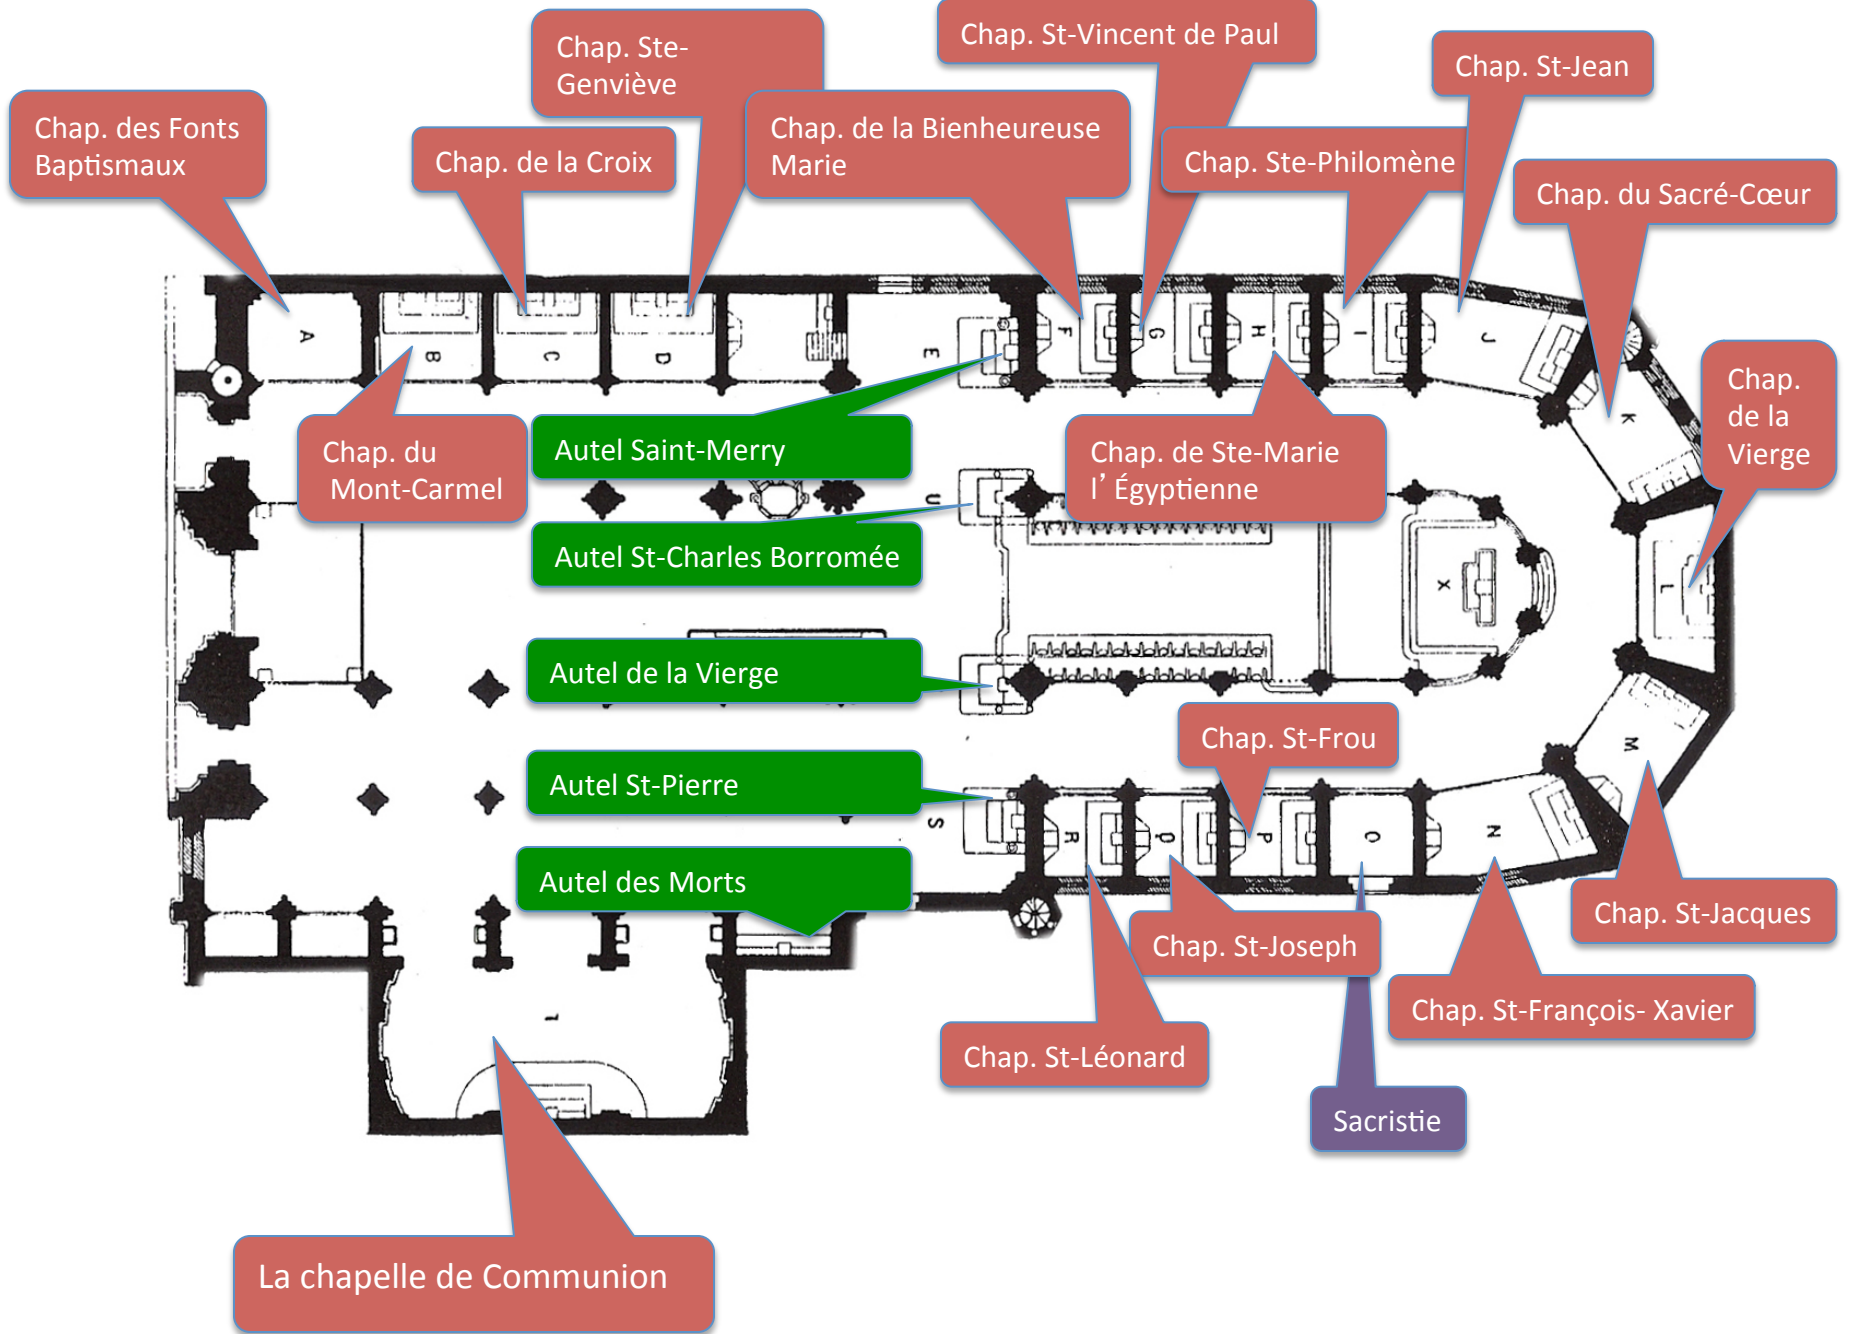 Chap. St-Vincent de Paul
Chap. Ste-
Genviève
Chap. St-Jean
Chap. des Fonts
Baptismaux
Chap. de la Croix
Chap. de la Bienheureuse
Marie
Chap. Ste-Philomène
Chap. du Sacré-Cœur
A
B
C
D
E
F
G
H
I
J
K
Chap.
de la
Vierge
Chap. du
Mont-Carmel
Autel Saint-Merry
Chap. de Ste-Marie
l’Égyptienne
U
Autel St-Charles Borromée
X
L
Autel de la Vierge
Chap. St-Frou
M
Autel St-Pierre
S
R
Q
P
O
N
Autel des Morts
Chap. St-Jacques
Chap. St-Joseph
Chap. St-François- Xavier
Chap. St-Léonard
Sacristie
La chapelle de Communion